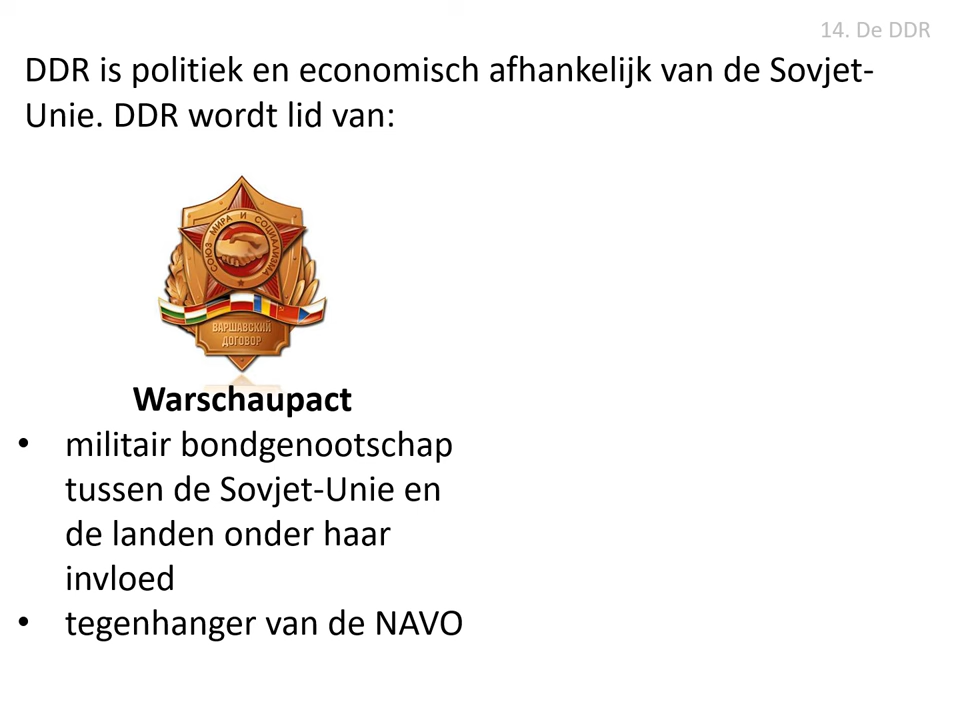 14. De DDR
DDR is politiek en economisch afhankelijk van de Sovjet-
Unie. DDR wordt lid van:
СОЮЗ МИРА И СОЦИАЛИЗМА
ВАРШАВСКИЙ
ДОГОВОР
Warschaupact
• militair bondgenootschap
tussen de Sovjet-Unie en
de landen onder haar
invloed
• tegenhanger van de NAVO